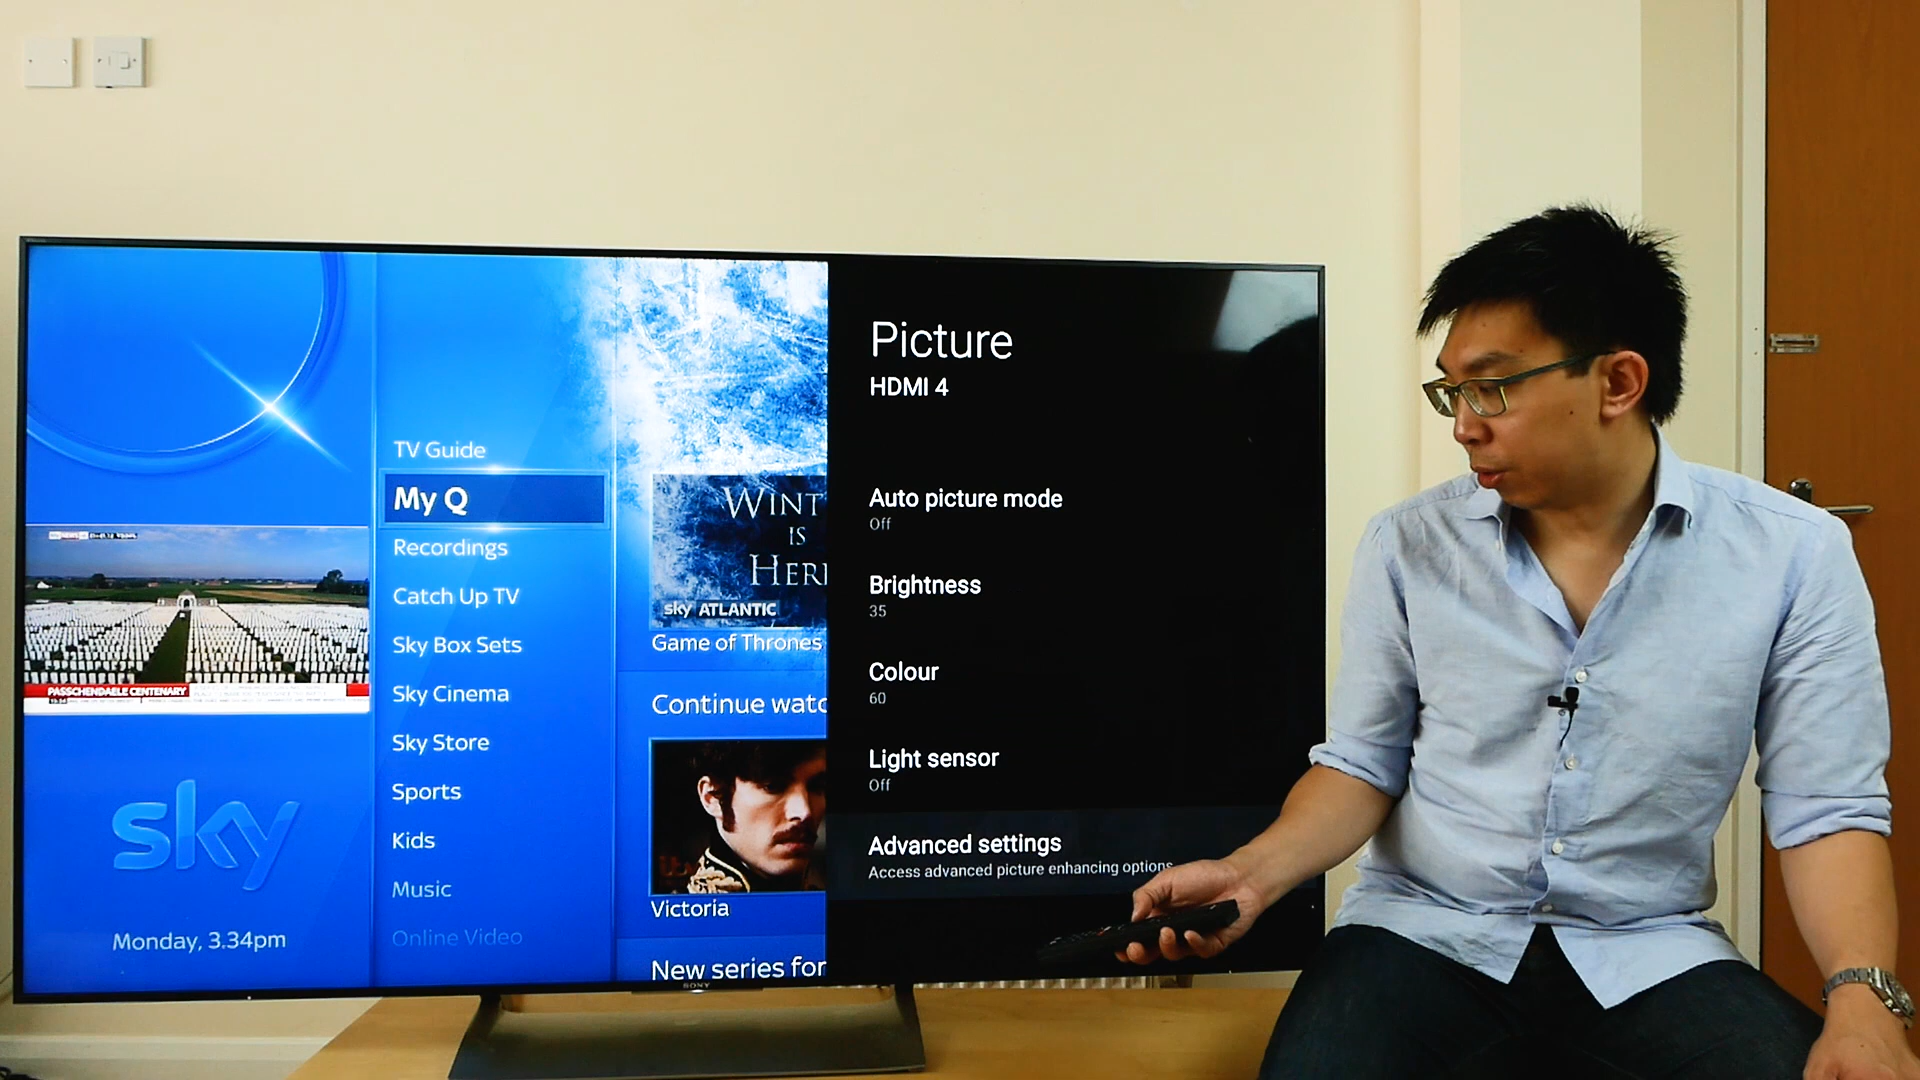 TV Guide
My Q
Recordings
Catch Up TV
Sky Box Sets
Sky Cinema
Sky Store
Sports
Kids
Music
Online Video
PASSCHENDAELE CENTENARY
sky
Monday, 3.34pm
WINT
IS
HER
sky ATLANTIC
Game of Thrones
Continue watc
itv
Victoria
New series for
SONY
Picture
HDMI 4
Auto picture mode
Off
Brightness
35
Colour
60
Light sensor
Off
Advanced settings
Access advanced picture enhancing options